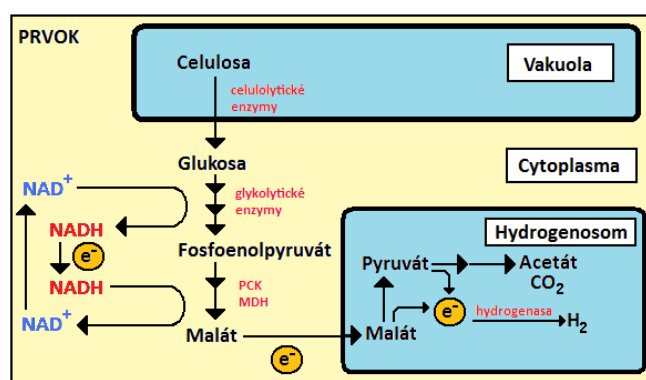 PRVOK
Celulosa
Vakuola
celulolytické
enzymy
Glukosa
Cytoplasma
NAD+
glykolytické
enzymy
NADH
e-
Fosfoenolpyruvát
Hydrogenosom
NADH
PCK
MDH
Pyruvát
Acetát
CO2
NAD+
Malát
e-
Malát
e-
hydrogenasa
H2